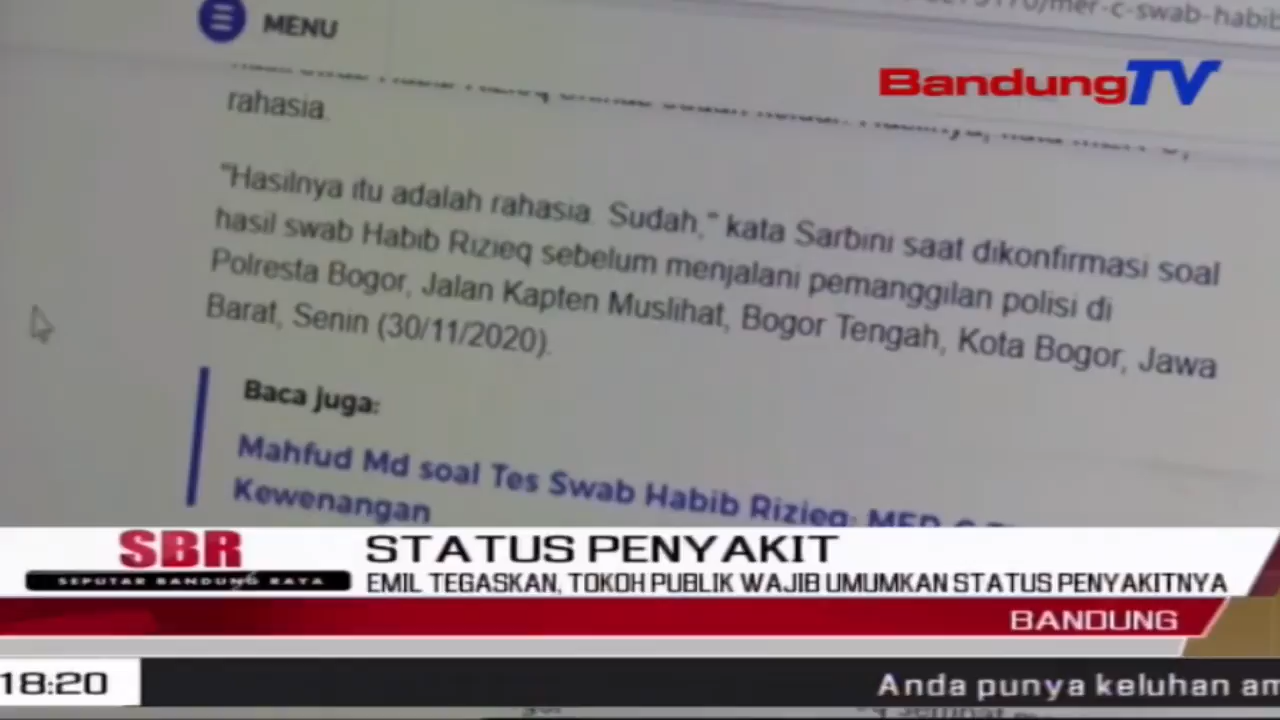 mer-c-swab-habib
MENU
BandungTV
rahasia.
"Hasilnya itu adalah rahasia. Sudah," kata Sarbini saat dikonfirmasi soal
hasil swab Habib Rizieq sebelum menjalani pemanggilan polisi di
Polresta Bogor, Jalan Kapten Muslihat, Bogor Tengah, Kota Bogor, Jawa
Barat, Senin (30/11/2020).
Baca juga:
Mahfud Md soal Tes Swab Habib Rizieq:
Kewenangan
SBR
SEPUTAR BANDUNG RAYA
STATUS PENYAKIT
EMIL TEGASKAN, TOKOH PUBLIK WAJIB UMUMKAN STATUS PENYAKITNYA
BANDUNG
18:20
Anda punya keluhan